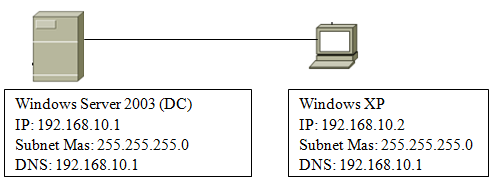 Windows Server 2003 (DC)
IP: 192.168.10.1
Subnet Mas: 255.255.255.0
DNS: 192.168.10.1
Windows XP
IP: 192.168.10.2
Subnet Mas: 255.255.255.0
DNS: 192.168.10.1